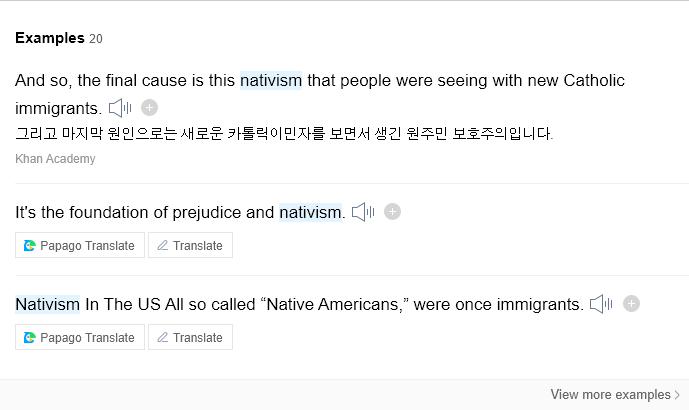 Examples 20
And so, the final cause is this nativism that people were seeing with new Catholic
immigrants.
그리고 마지막 원인으로는 새로운 카톨릭이민자를 보면서 생긴 원주민 보호주의입니다.
Khan Academy
It's the foundation of prejudice and nativism.
Papago Translate Translate
Nativism In The US All so called “Native Americans,” were once immigrants.
Papago Translate Translate
View more examples